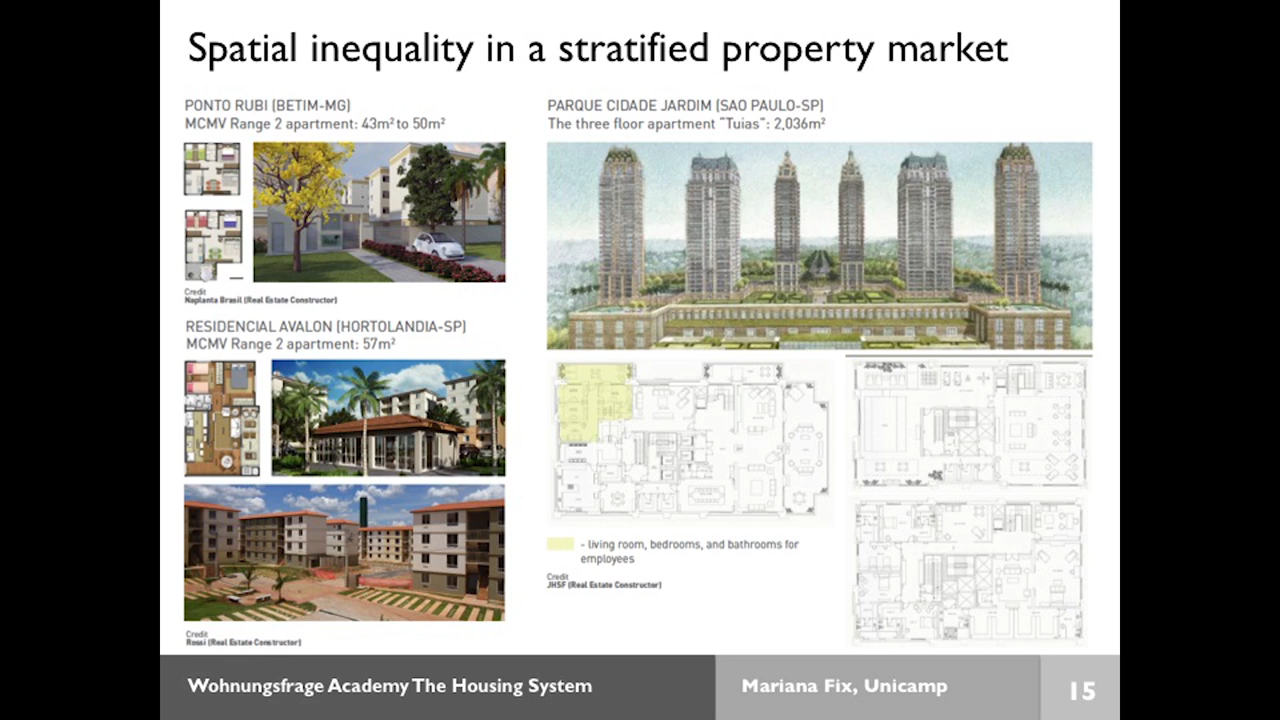 Spatial inequality in a stratified property market
PONTO RUBI (BETIM-MG)
MCMV Range 2 apartment: 43m² to 50m²
Credit
Naplanta Brasil (Real Estate Constructor)
RESIDENCIAL AVALON (HORTOLANDIA-SP)
MCMV Range 2 apartment: 57m²
Credit
Rossi (Real Estate Constructor)
PARQUE CIDADE JARDIM (SAO PAULO-SP)
The three floor apartment "Tuias": 2,036m²
- living room, bedrooms, and bathrooms for
employees
Credit
JHSF (Real Estate Constructor)
Wohnungsfrage Academy The Housing System
Mariana Fix, Unicamp
15